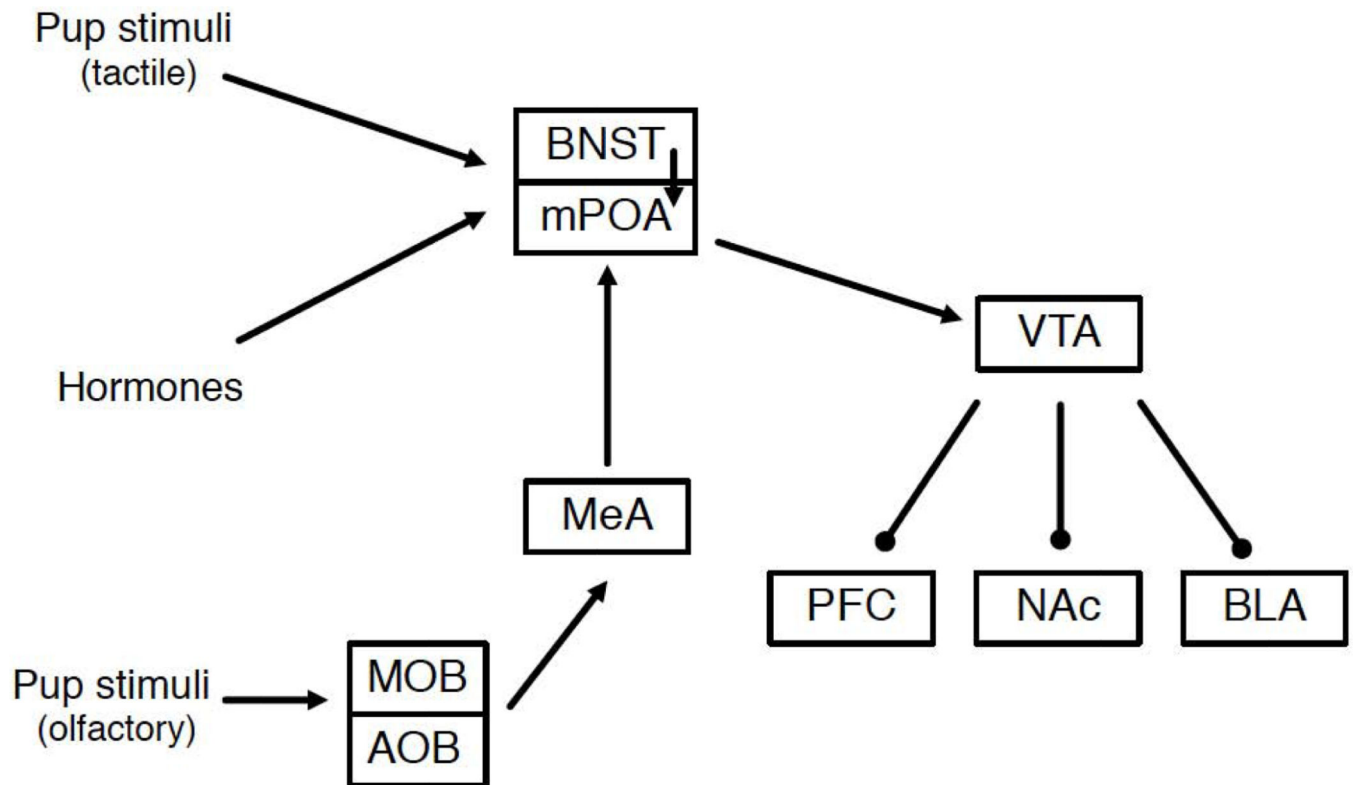 Pup stimuli
(tactile)
BNST
mPOA
VTA
Hormones
MeA
PFC
NAc
BLA
MOB
Pup stimuli
(olfactory)
AOB